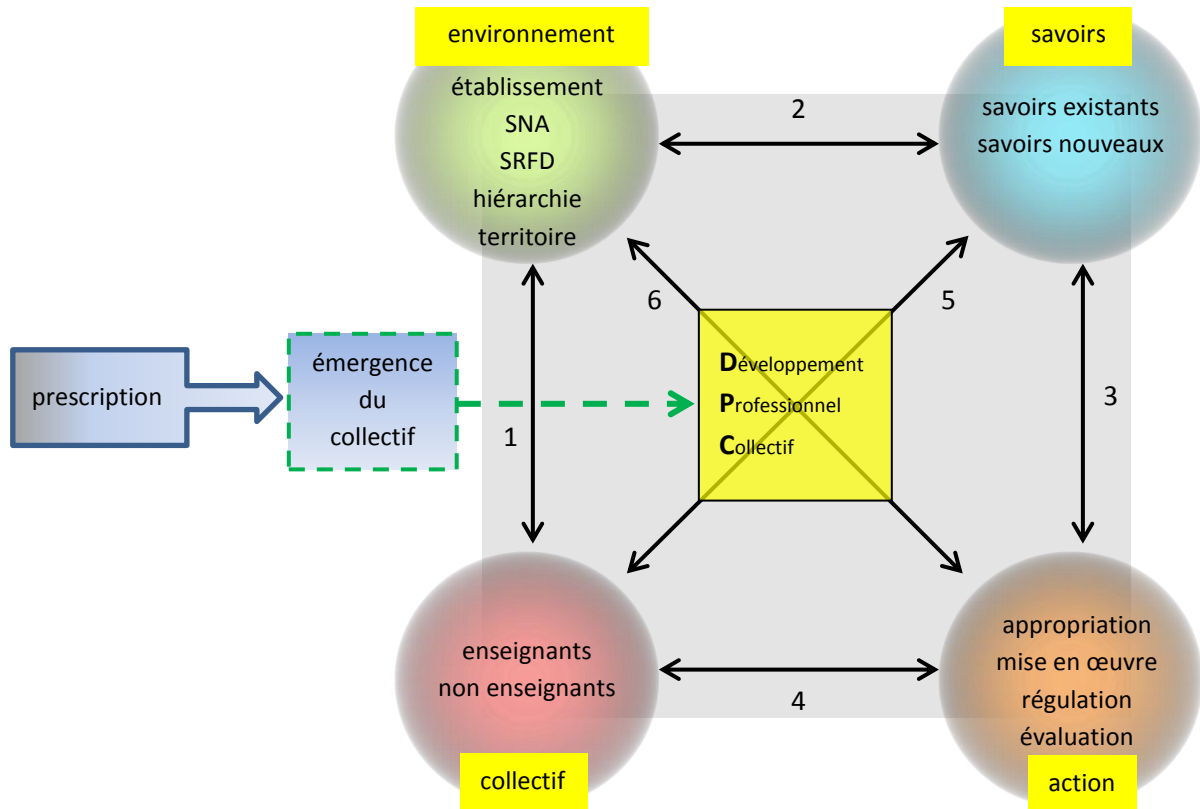 environnement
établissement
SNA
SRFD
hiérarchie
territoire
savoirs
savoirs existants
savoirs nouveaux
2
6
5
prescription
émergence
du
collectif
1
Développement
Professionnel
Collectif
3
enseignants
non enseignants
collectif
4
appropriation
mise en œuvre
régulation
évaluation
action